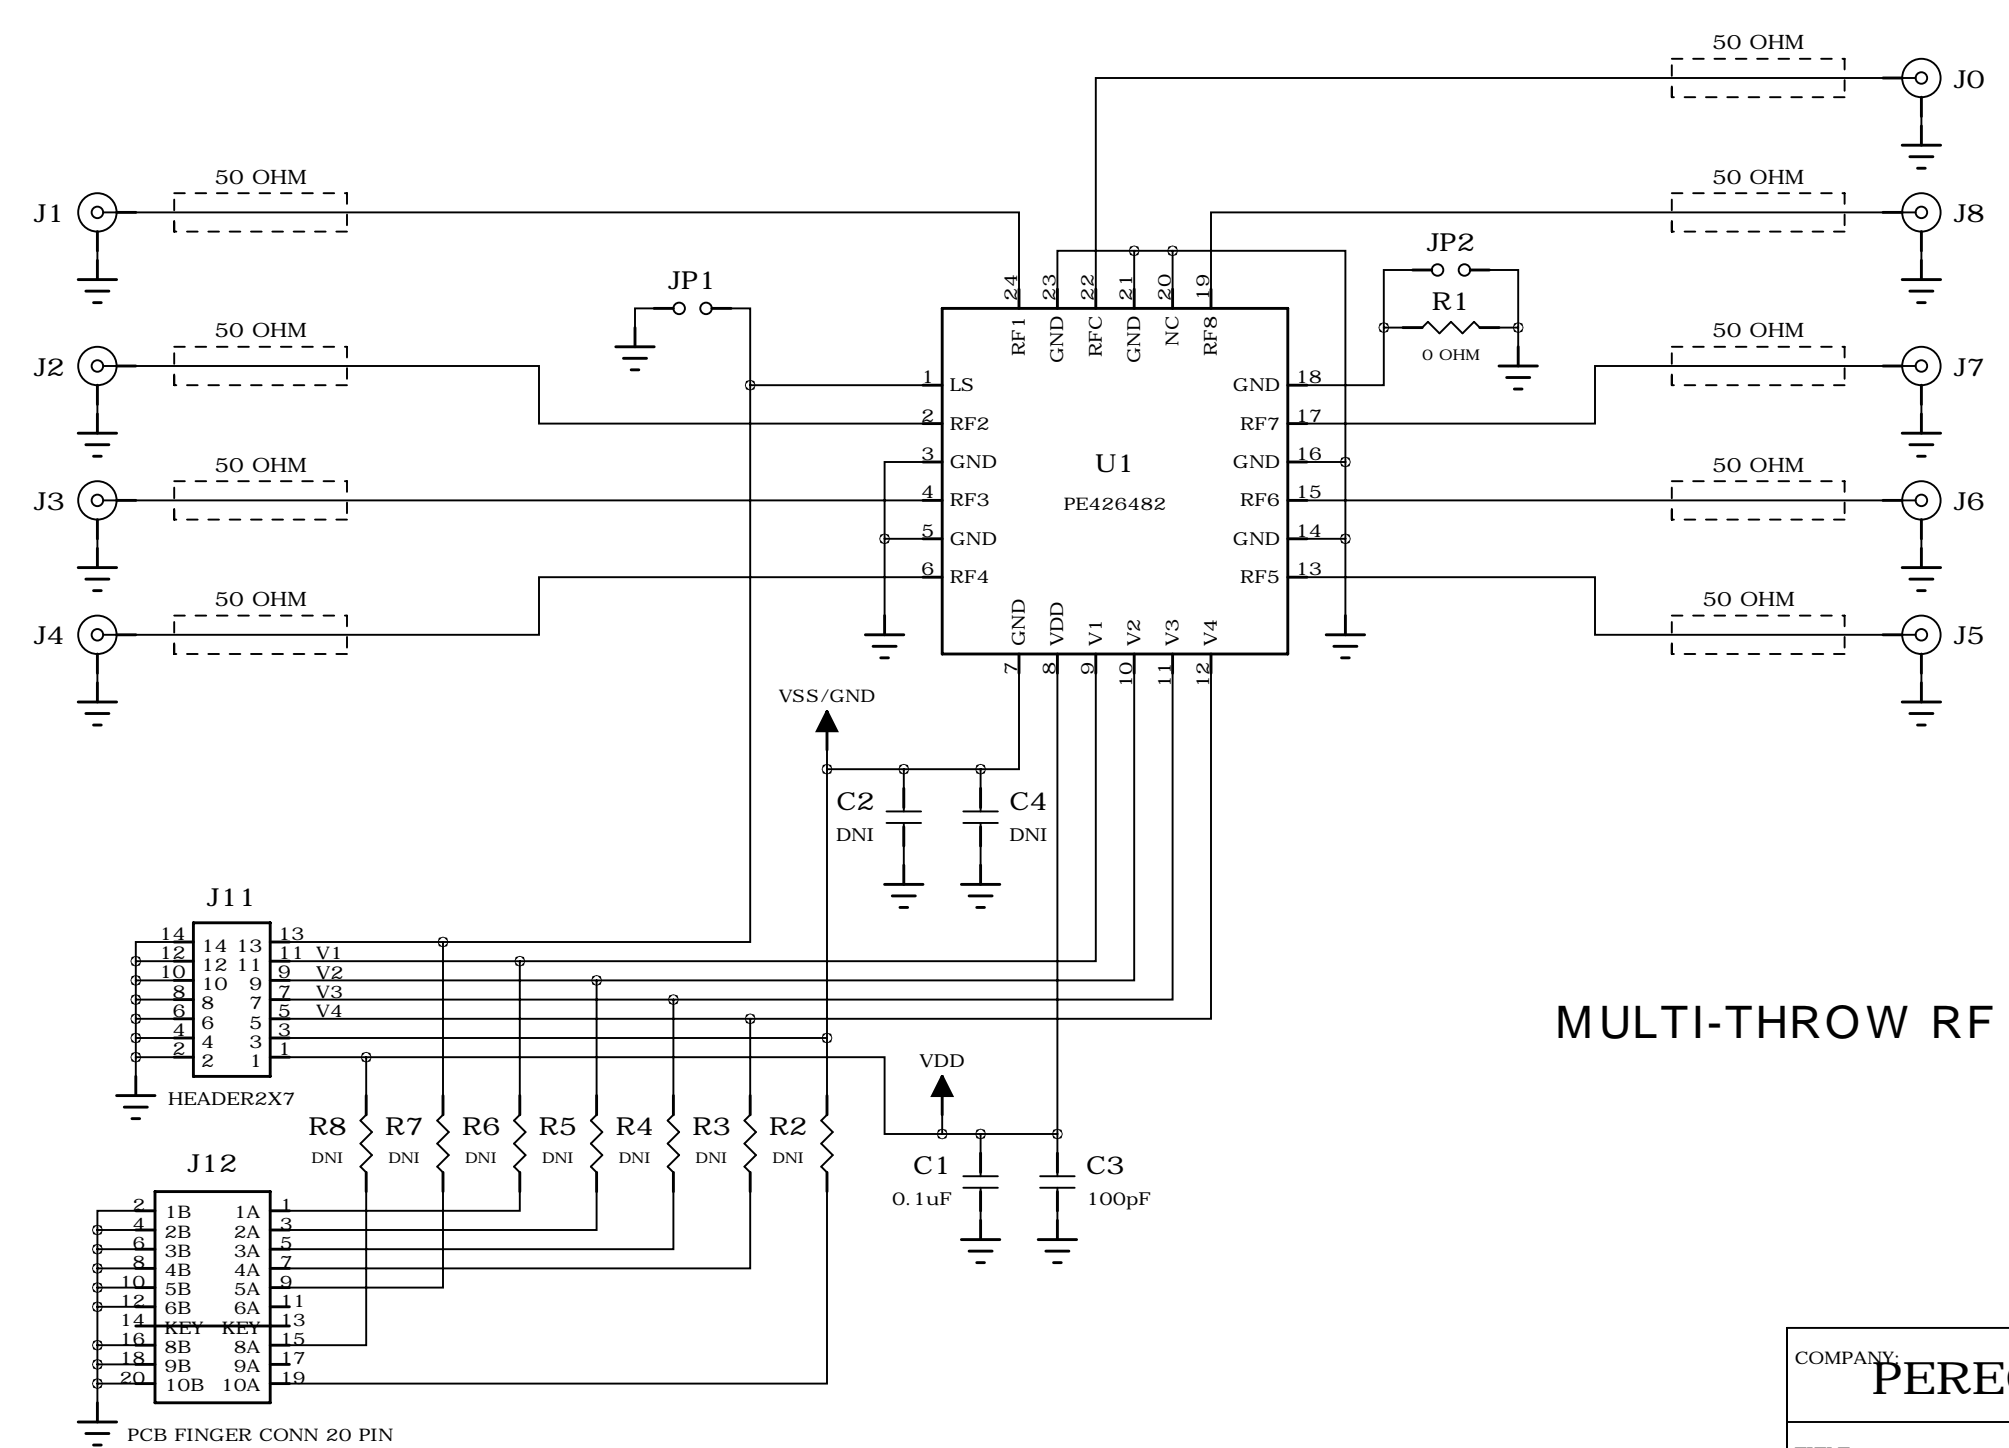 50 OHM
J0
50 OHM
J1
50 OHM
J8
JP1
JP2
R1
0 OHM
24 23 22 21 20 19
RF1 GND RFC GND NC RF8
50 OHM
J2
50 OHM
J7
1 LS
GND 18
2 RF2
RF7 17
3 GND
U1
GND 16
50 OHM
J3
50 OHM
J6
4 RF3
PE426482
RF6 15
5 GND
GND 14
6 RF4
RF5 13
50 OHM
J4
50 OHM
J5
GND VDD V1 V2 V3 V4
7 8 9 10 11 12
VSS/GND
C2
DNI
C4
DNI
J11
14 14 13 13
12 12 11 11 V1
10 10 9 9 V2
8 8 7 7 V3
6 6 5 5 V4
4 4 3 3
2 2 1 1
HEADER2X7
MULTI-THROW RF
VDD
R8 R7 R6 R5 R4 R3 R2
DNI DNI DNI DNI DNI DNI DNI
C1
0.1uF
C3
100pF
J12
2 1B 1A 1
4 2B 2A 3
6 3B 3A 5
8 4B 4A 7
10 5B 5A 9
12 6B 6A 11
14 KEY KEY 13
16 8B 8A 15
18 9B 9A 17
20 10B 10A 19
PCB FINGER CONN 20 PIN
COMPANY: